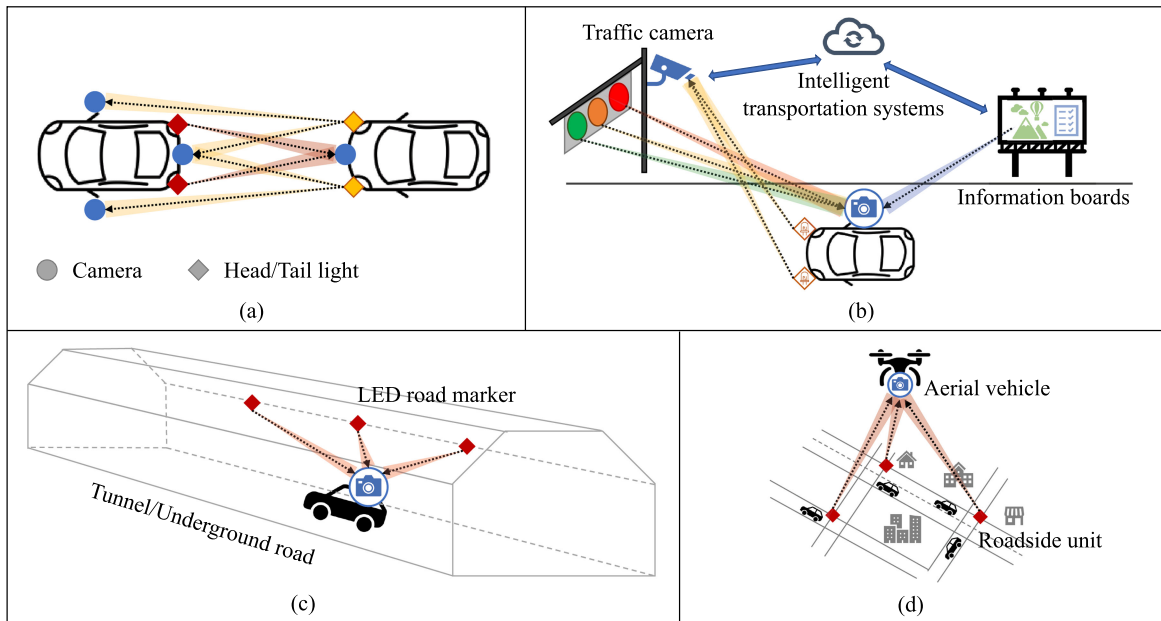 Camera
Head/Tail light
(a)
Traffic camera
Intelligent
transportation systems
Information boards
(b)
LED road marker
Tunnel/Underground road
(c)
Aerial vehicle
Roadside unit
(d)